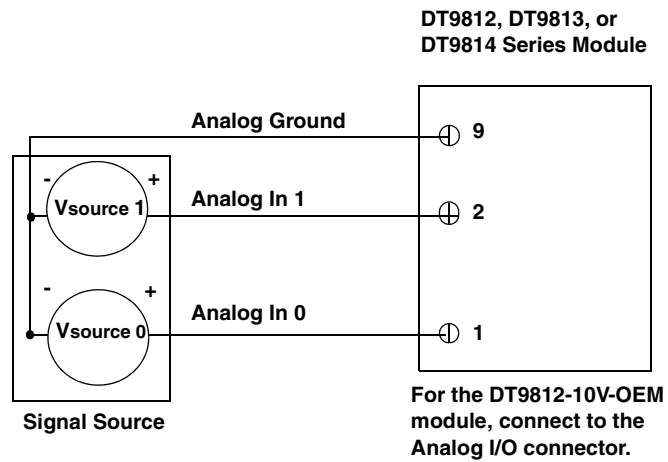 DT9812, DT9813, or
DT9814 Series Module
Analog Ground
9
- +
Vsource 1
Analog In 1
2
- +
Vsource 0
Analog In 0
1
Signal Source
For the DT9812-10V-OEM
module, connect to the
Analog I/O connector.